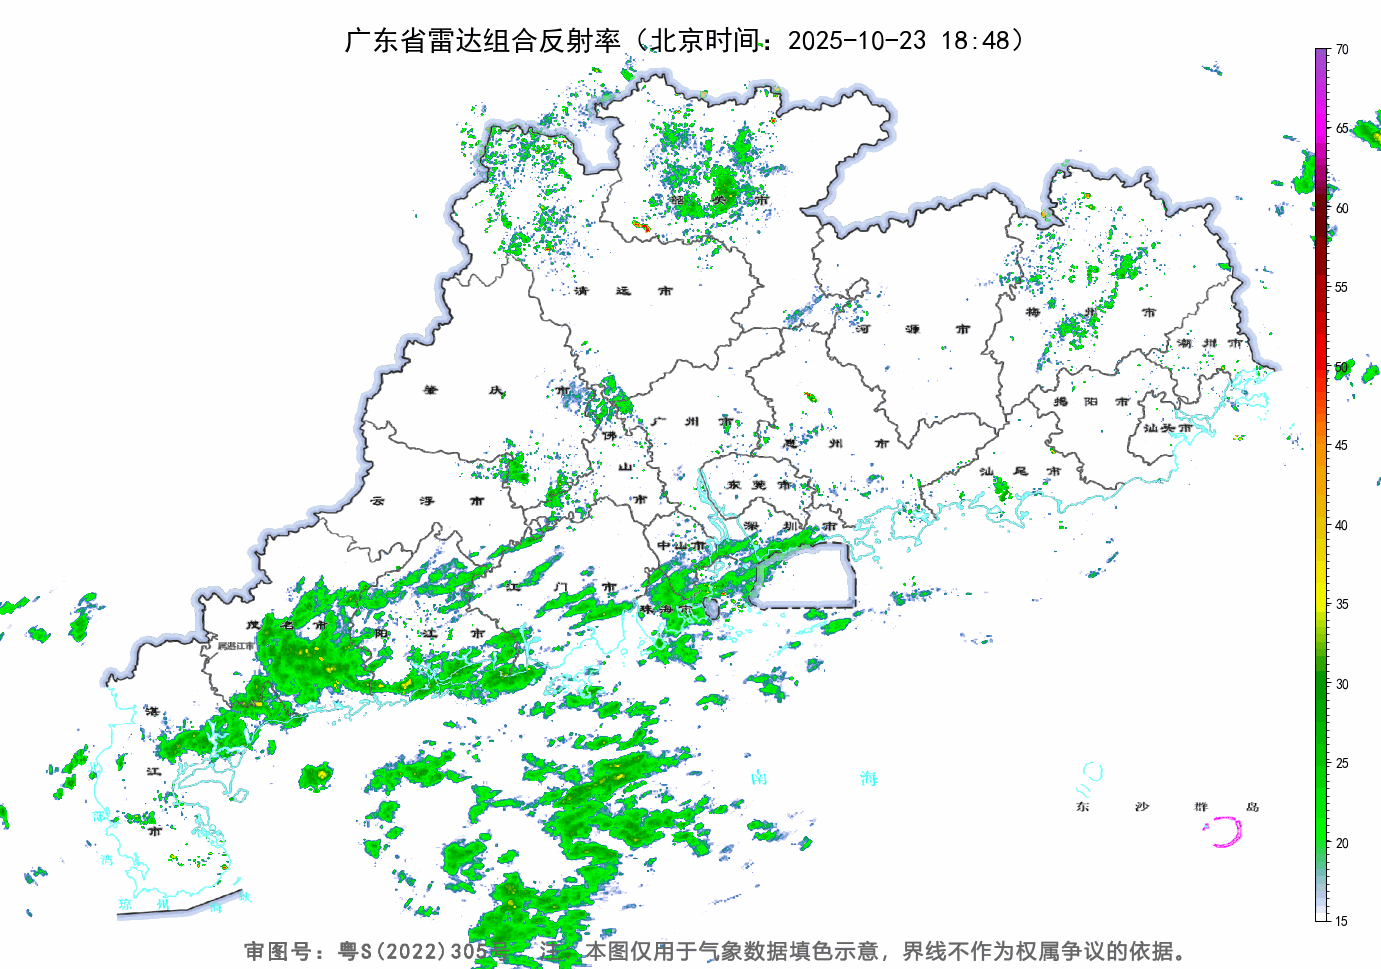 广东省雷达组合反射率（北京时间：2025-10-23 18:48）
70
65
60
55
50
45
40
35
30
25
20
15
韶 关 市
清 远 市
河 源 市
梅 州 市
潮 州 市
肇 庆 市
广 州 市
佛 山 市
惠 州 市
揭 阳 市
汕头市
汕 尾 市
东 莞 市
云 浮 市
深 圳 市
中山市
江 门 市
珠海市
茂 名 市
阳 江 市
属湛江市
湛 江 市
南 海
东 沙 群 岛
琼 州 海 峡
审图号：粤S(2022)305号 注：本图仅用于气象数据填色示意，界线不作为权属争议的依据。